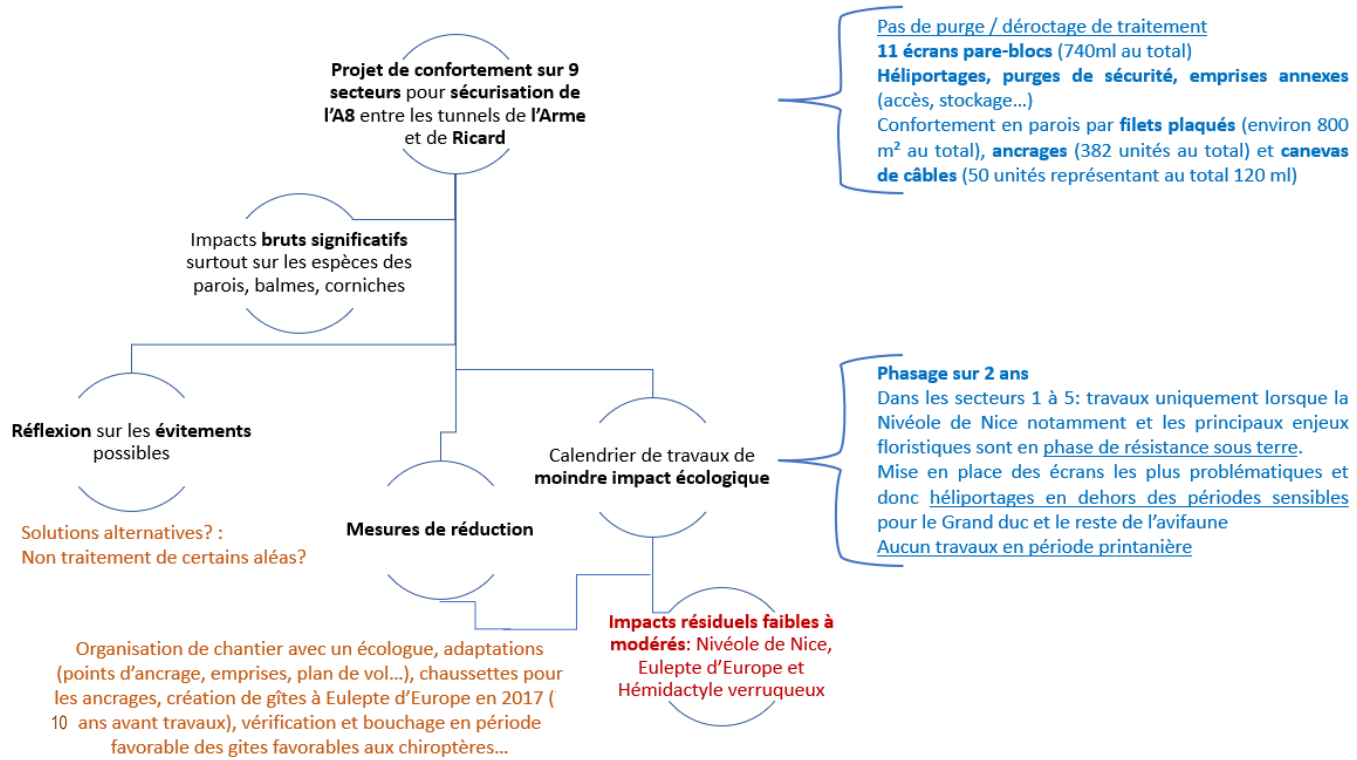 Projet de confortement sur 9
secteurs pour sécurisation de
l’A8 entre les tunnels de l’Arme
et de Ricard
Pas de purge / déroctage de traitement
11 écrans pare-blocs (740ml au total)
Héliportages, purges de sécurité, emprises annexes
(accès, stockage…)
Confortement en parois par filets plaqués (environ 800
m² au total), ancrages (382 unités au total) et canevas
de câbles (50 unités représentant au total 120 ml)
Impacts bruts significatifs
surtout sur les espèces des
parois, balmes, corniches
Réflexion sur les évitements
possibles
Solutions alternatives? :
Non traitement de certains aléas?
Mesures de réduction
Calendrier de travaux de
moindre impact écologique
Phasage sur 2 ans
Dans les secteurs 1 à 5: travaux uniquement lorsque la
Nivéole de Nice notamment et les principaux enjeux
floristiques sont en phase de résistance sous terre.
Mise en place des écrans les plus problématiques et
donc héliportages en dehors des périodes sensibles
pour le Grand duc et le reste de l’avifaune
Aucun travaux en période printanière
Organisation de chantier avec un écologue, adaptations
(points d’ancrage, emprises, plan de vol…), chaussettes pour
les ancrages, création de gîtes à Eulepte d’Europe en 2017 (
10 ans avant travaux), vérification et bouchage en période
favorable des gites favorables aux chiroptères…
Impacts résiduels faibles à
modérés: Nivéole de Nice,
Eulepte d’Europe et
Hémidactyle verruqueux